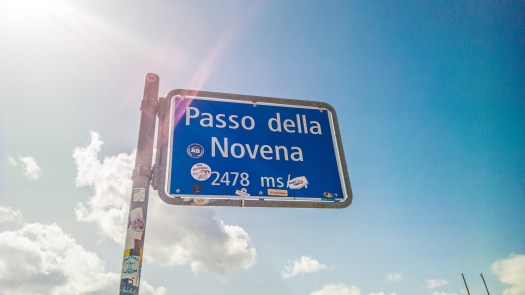 Passo della
Novena
2478 ms/